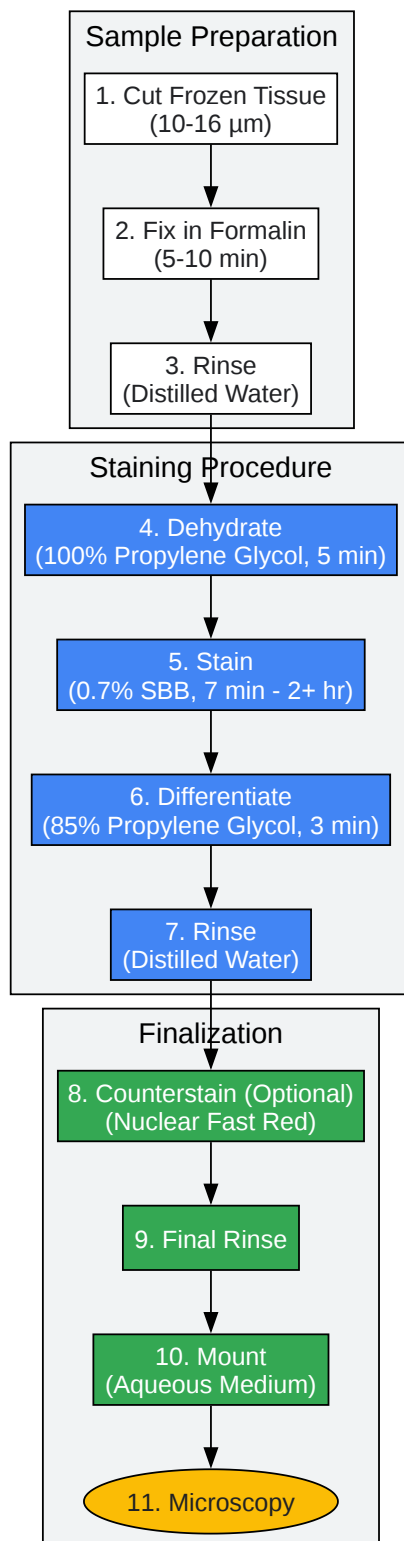 Sample Preparation
1. Cut Frozen Tissue
(10-16 µm)
2. Fix in Formalin
(5-10 min)
3. Rinse
(Distilled Water)
Staining Procedure
4. Dehydrate
(100% Propylene Glycol, 5 min)
5. Stain
(0.7% SBB, 7 min - 2+ hr)
6. Differentiate
(85% Propylene Glycol, 3 min)
7. Rinse
(Distilled Water)
Finalization
8. Counterstain (Optional)
(Nuclear Fast Red)
9. Final Rinse
10. Mount
(Aqueous Medium)
11. Microscopy